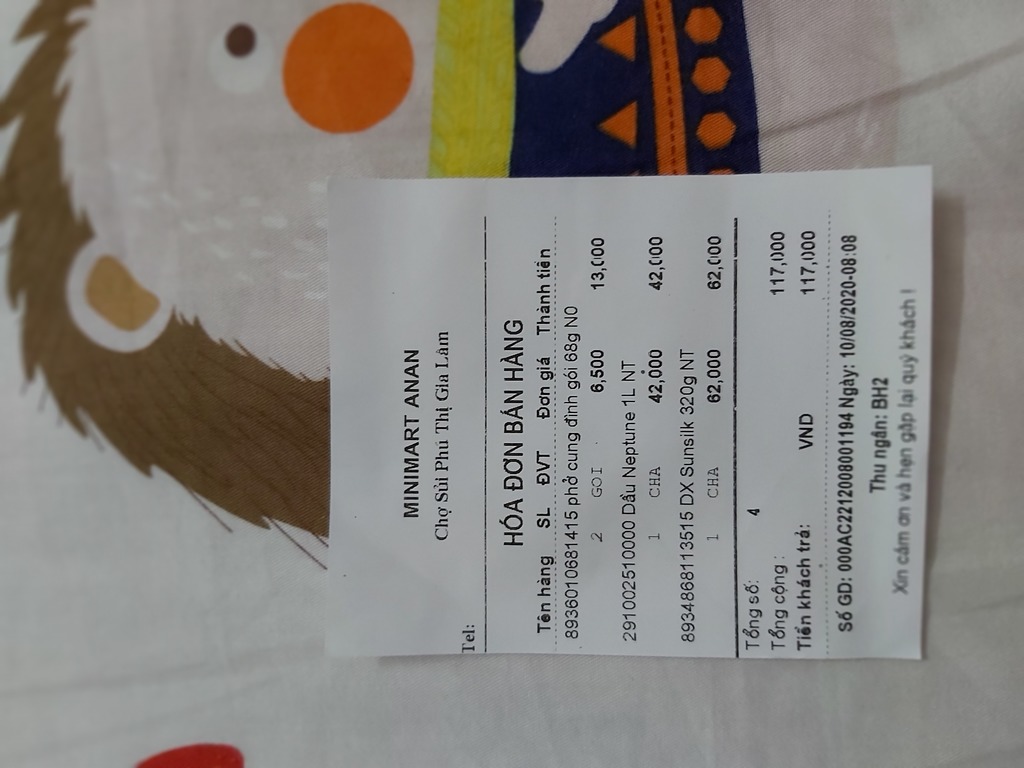 MINIMART ANAN
Chợ Sủi Phú Thị Gia Lâm
Tel:
HÓA ĐƠN BÁN HÀNG
Tên hàng SL ĐVT Đơn giá Thành tiền
8936010681415 phở cung đình gói 68g N0
2 GOI 6,500 13,000
291002510000 Dầu Neptune 1L NT
1 CHA 42,000 42,000
8934868113515 DX Sunsilk 320g NT
1 CHA 62,000 62,000
Tổng số: 4
Tổng cộng : 117,000
Tiền khách trả: VND 117,000
Số GD: 000AC2212008001194 Ngày: 10/08/2020-08:08
Thu ngân: BH2
Xin cám ơn và hẹn gặp lại quý khách !